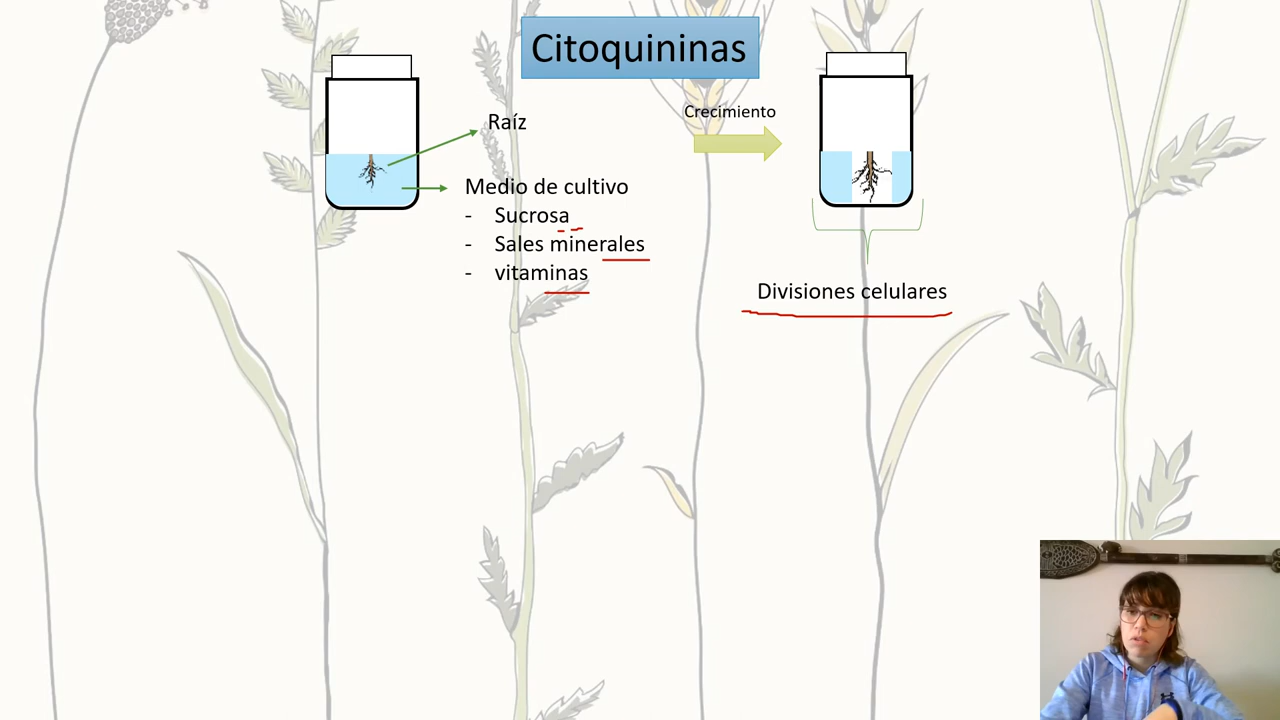 Citoquininas
Crecimiento
Raíz
Medio de cultivo
- Sucrosa
- Sales minerales
- vitaminas
Divisiones celulares